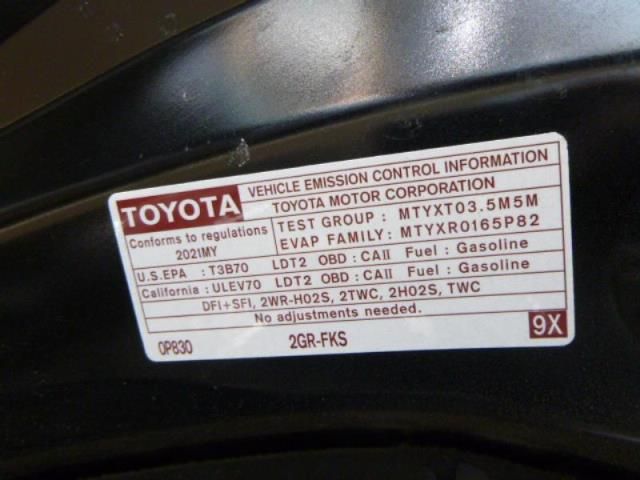 TOYOTA VEHICLE EMISSION CONTROL INFORMATION
TOYOTA MOTOR CORPORATION
Conforms to regulations TEST GROUP : MTYXT03.5M5M
2021MY EVAP FAMILY: MTYXR0165P82
U.S.EPA : T3B70 LDT2 OBD : CAII Fuel : Gasoline
California : ULEV70 LDT2 OBD : CAII Fuel : Gasoline
DFI+SFI, 2WR-HO2S, 2TWC, 2HO2S, TWC
No adjustments needed.
0P830 2GR-FKS 9X